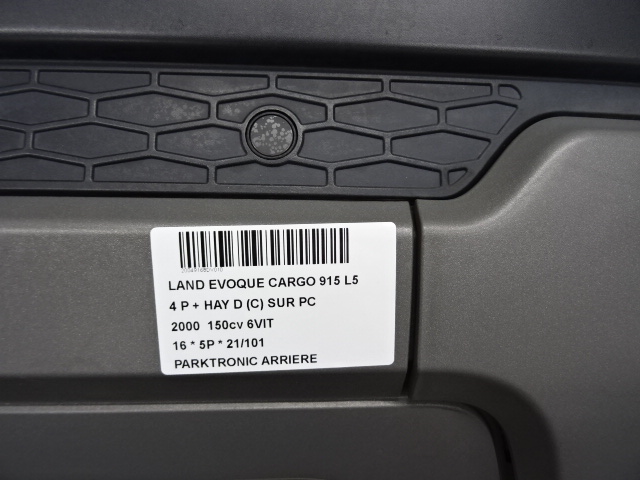 LAND EVOQUE CARGO 915 L5
4 P + HAY D (C) SUR PC
2000 150cv 6VIT
16 * 5P * 21/101
PARKTRONIC ARRIERE